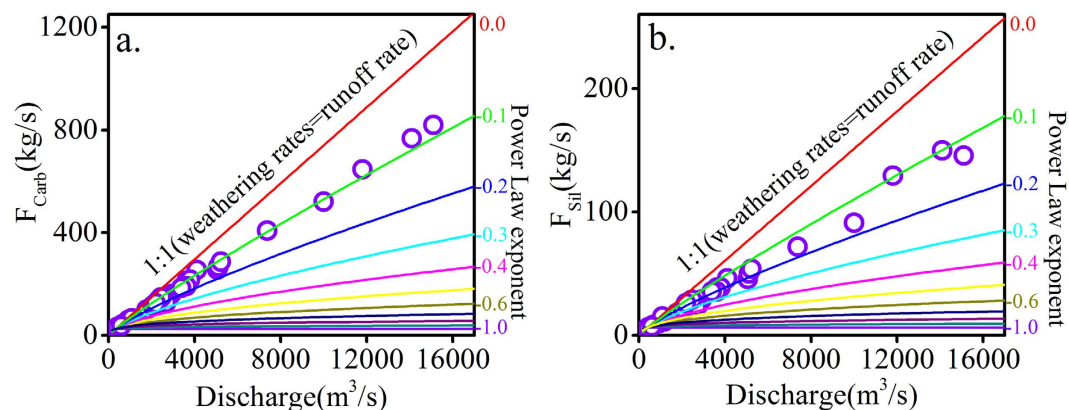 a.
1200
800
400
0
F_Carb(kg/s)
1:1(weathering rates=runoff rate)
0.0
-0.1
-0.2
-0.3
-0.4
-0.6
-1.0
Power Law exponent
0 4000 8000 12000 16000
Discharge(m³/s)
b.
200
100
0
F_Sil(kg/s)
1:1(weathering rates=runoff rate)
0.0
-0.1
-0.2
-0.3
-0.4
-0.6
-1.0
Power Law exponent
0 4000 8000 12000 16000
Discharge(m³/s)